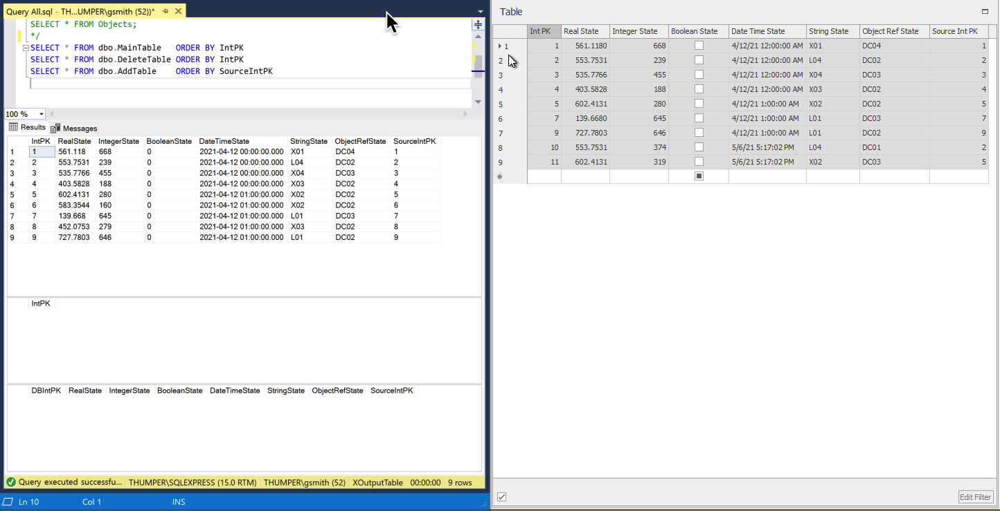 Query All.sql - TH...UMPER\gsmith (52))*
SELECT * FROM Objects;
*/
SELECT * FROM dbo.MainTable ORDER BY IntPK
SELECT * FROM dbo.DeleteTable ORDER BY IntPK
SELECT * FROM dbo.AddTable ORDER BY SourceIntPK
100 %
Results Messages
IntPK RealState IntegerState BooleanState DateTimeState StringState ObjectRefState SourceIntPK
1 1 561.118 668 0 2021-04-12 00:00:00.000 X01 DC04 1
2 2 553.7531 239 0 2021-04-12 00:00:00.000 L04 DC02 2
3 3 535.7766 455 0 2021-04-12 00:00:00.000 X04 DC03 3
4 4 403.5828 188 0 2021-04-12 00:00:00.000 X03 DC02 4
5 5 602.4131 280 0 2021-04-12 01:00:00.000 X02 DC02 5
6 6 583.3544 160 0 2021-04-12 01:00:00.000 X02 DC02 6
7 7 139.668 645 0 2021-04-12 01:00:00.000 L01 DC03 7
8 8 452.0753 279 0 2021-04-12 01:00:00.000 X03 DC02 8
9 9 727.7803 646 0 2021-04-12 01:00:00.000 L01 DC02 9
IntPK
DBIntPK RealState IntegerState BooleanState DateTimeState StringState ObjectRefState SourceIntPK
Query executed successfu... THUMPER\SQLEXPRESS (15.0 RTM) THUMPER\gsmith (52) XOutputTable 00:00:00 9 rows
Ln 10 Col 1 INS
Table
Int PK Real State Integer State Boolean State Date Time State String State Object Ref State Source Int PK
1 1 561.1180 668 4/12/21 12:00:00 AM X01 DC04 1
2 2 553.7531 239 4/12/21 12:00:00 AM L04 DC02 2
3 3 535.7766 455 4/12/21 12:00:00 AM X04 DC03 3
4 4 403.5828 188 4/12/21 12:00:00 AM X03 DC02 4
5 5 602.4131 280 4/12/21 1:00:00 AM X02 DC02 5
6 7 139.6680 645 4/12/21 1:00:00 AM L01 DC03 7
7 9 727.7803 646 4/12/21 1:00:00 AM L01 DC02 9
8 10 553.7531 374 5/6/21 5:17:02 PM L04 DC01 2
9 11 602.4131 319 5/6/21 5:17:02 PM X02 DC03 5
Edit Filter